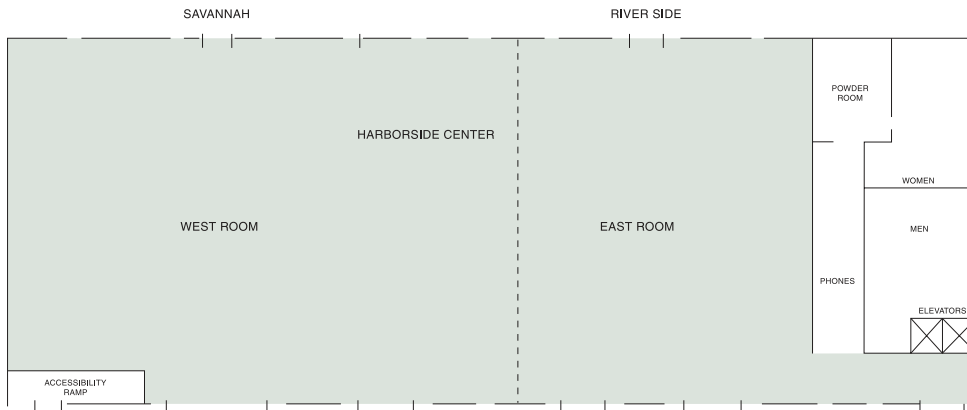 SAVANNAH
RIVER SIDE
POWDER
ROOM
HARBORSIDE CENTER
WOMEN
WEST ROOM
EAST ROOM
MEN
PHONES
ELEVATORS
ACCESSIBILITY
RAMP